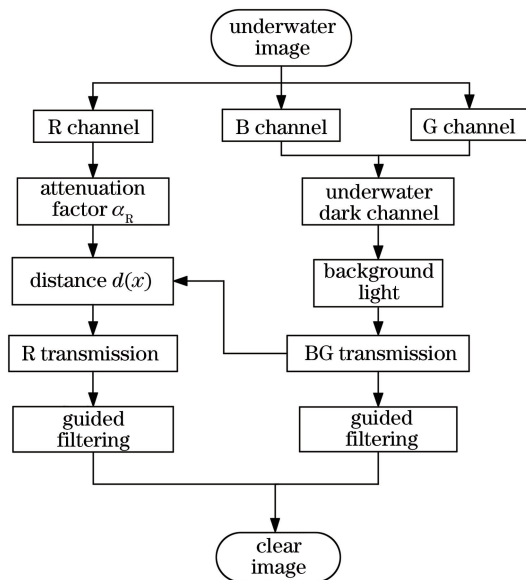 underwater
image
R channel
B channel
G channel
attenuation
factor α_R
underwater
dark channel
distance d(x)
background
light
R transmission
BG transmission
guided
filtering
guided
filtering
clear
image